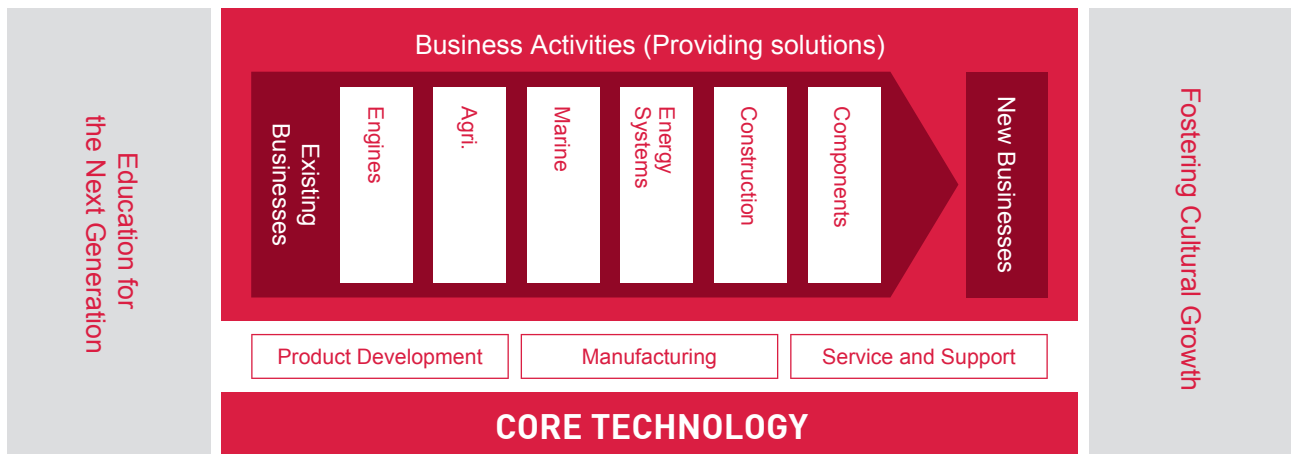 Education for
the Next Generation
Business Activities (Providing solutions)
Existing
Businesses
Engines
Agri.
Marine
Energy
Systems
Construction
Components
New Businesses
Product Development
Manufacturing
Service and Support
CORE TECHNOLOGY
Fostering Cultural Growth